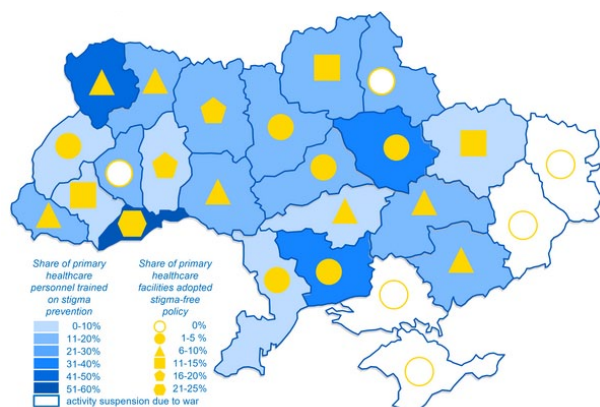 Share of primary
healthcare
personnel trained
on stigma
prevention
0-10%
11-20%
21-30%
31-40%
41-50%
51-60%
Share of primary
healthcare
facilities adopted
stigma-free
policy
0%
1-5 %
6-10%
11-15%
16-20%
21-25%
activity suspension due to war